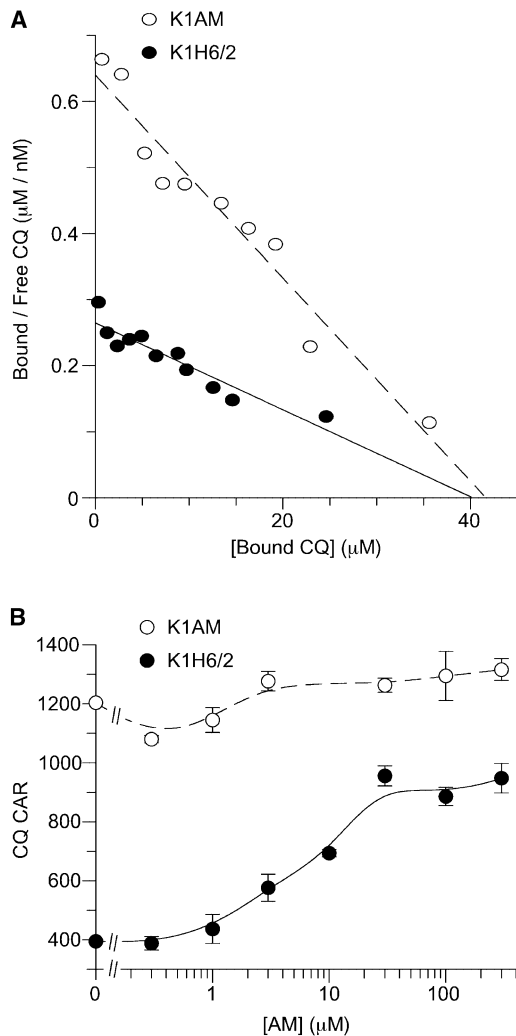 A
K1AM
K1H6/2
Bound / Free CQ (μM / nM)
0.6
0.4
0.2
0
0 20 40
[Bound CQ] (μM)
B
K1AM
K1H6/2
CQ CAR
1400
1200
1000
800
600
400
0 1 10 100
[AM] (μM)